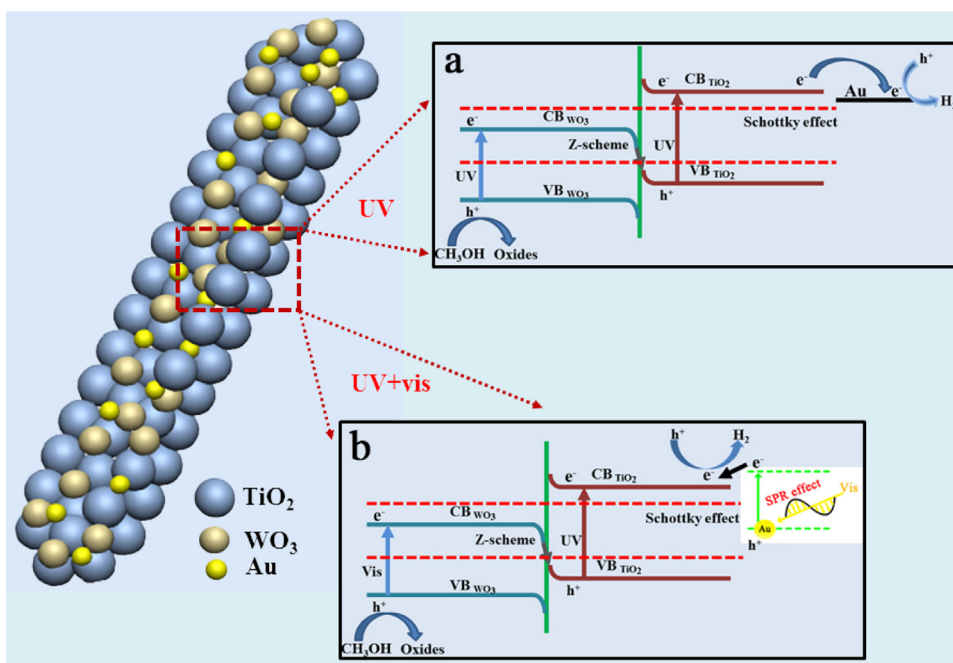 a
e⁻ CB TiO₂ e⁻ e⁻ h⁺
Au
H₂
Schottky effect
e⁻ CB WO₃
Z-scheme
UV
UV
VB WO₃
VB TiO₂
h⁺
h⁺
CH₃OH Oxides
UV
UV+vis
TiO₂
WO₃
Au
b
h⁺ H₂
e⁻ e⁻
e⁻ CB TiO₂
SPR effect
Vis
Au
h⁺
Schottky effect
e⁻ CB WO₃
Z-scheme
UV
Vis
VB WO₃
VB TiO₂
h⁺
h⁺
CH₃OH Oxides